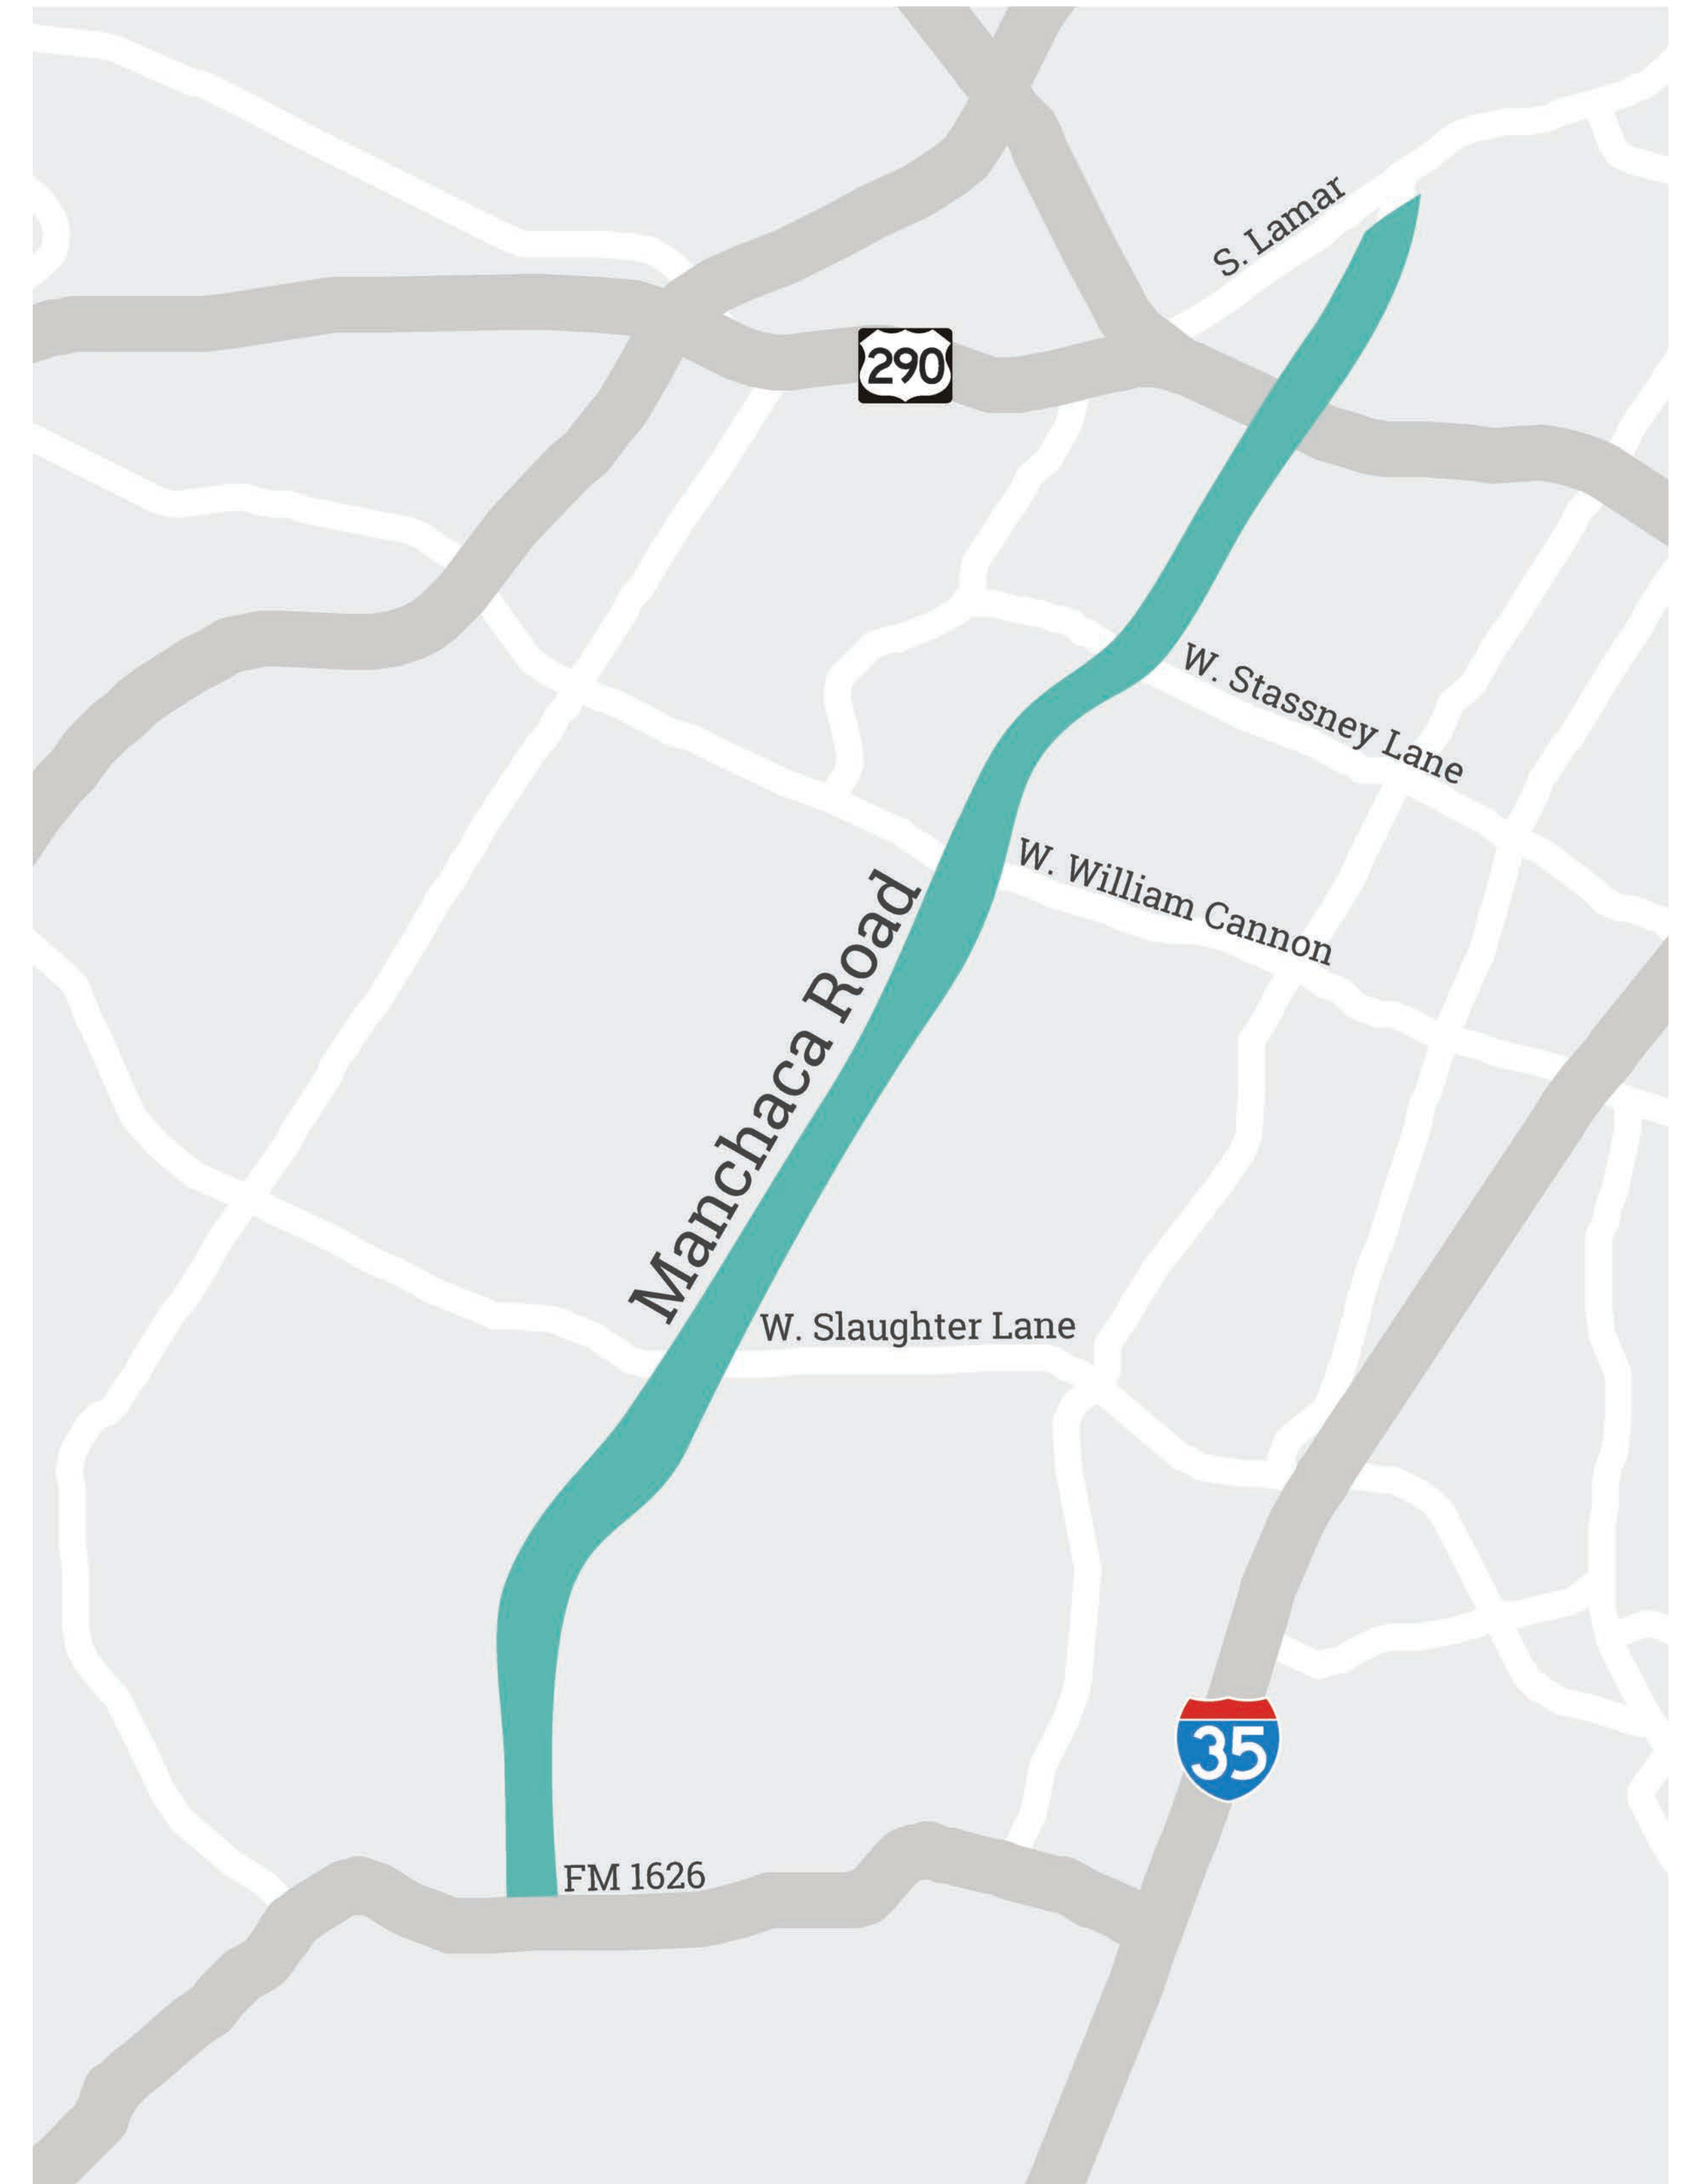 S. Lamar
290
W. Stassney Lane
W. William Cannon
Manchaca Road
W. Slaughter Lane
35
FM 1626